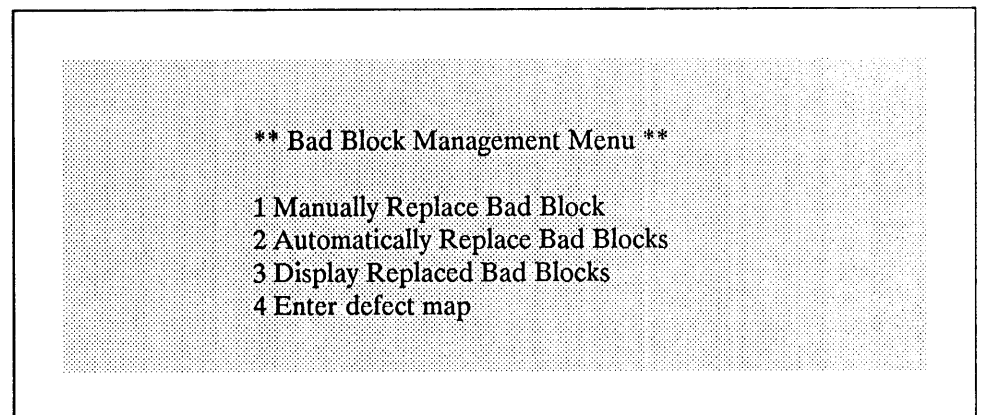 ** Bad Block Management Menu **
1 Manually Replace Bad Block
2 Automatically Replace Bad Blocks
3 Display Replaced Bad Blocks
4 Enter defect map